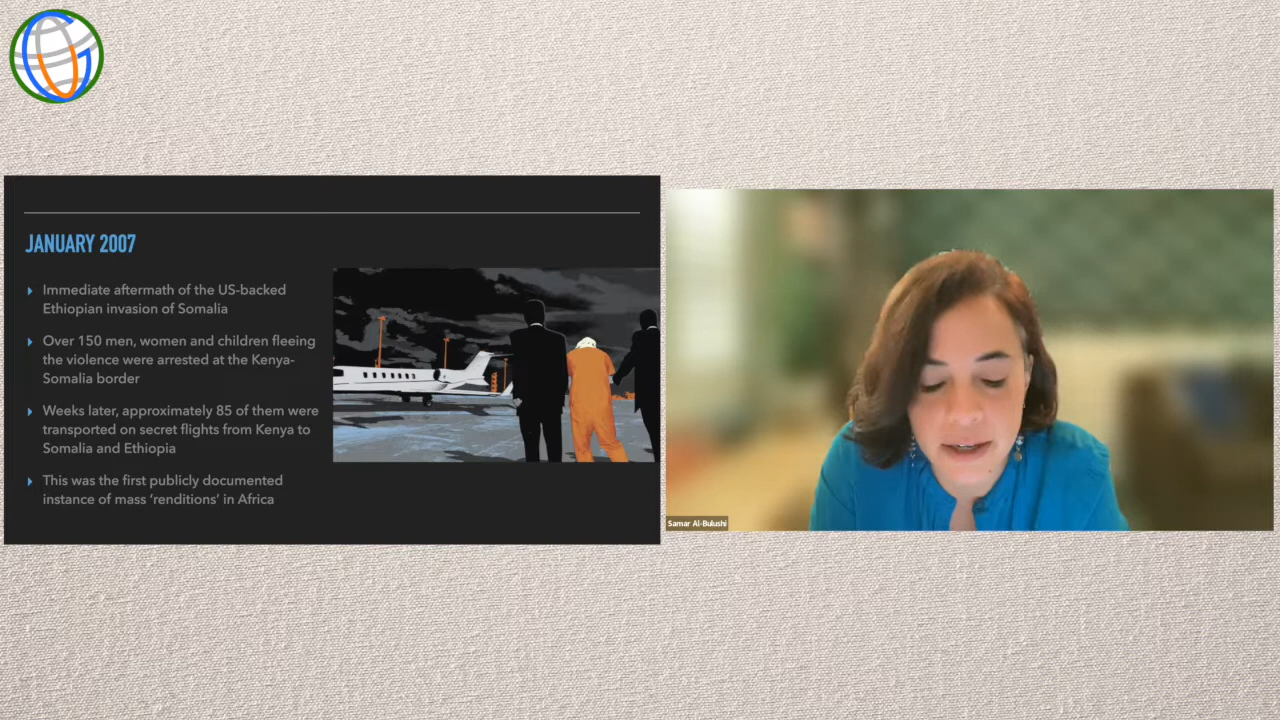 JANUARY 2007
Immediate aftermath of the US-backed
Ethiopian invasion of Somalia
Over 150 men, women and children fleeing
the violence were arrested at the Kenya-
Somalia border
Weeks later, approximately 85 of them were
transported on secret flights from Kenya to
Somalia and Ethiopia
This was the first publicly documented
instance of mass ‘renditions’ in Africa
Samar Al-Bulushi